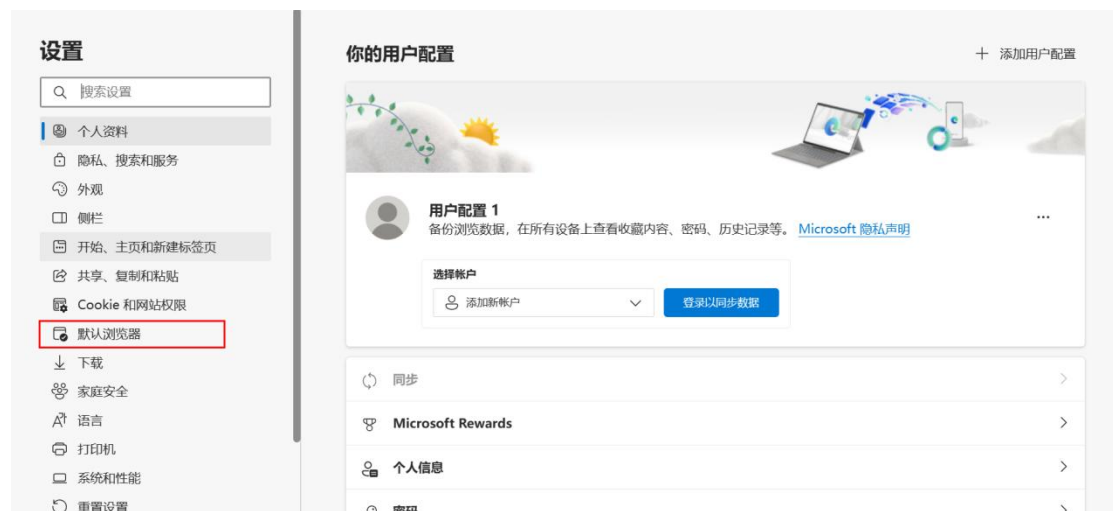 设置
搜索设置
个人资料
隐私、搜索和服务
外观
侧栏
开始、主页和新建标签页
共享、复制和粘贴
Cookie 和网站权限
默认浏览器
下载
家庭安全
语言
打印机
系统和性能
重置设置
你的用户配置
添加用户配置
用户配置 1
备份浏览数据，在所有设备上查看收藏内容、密码、历史记录等。 Microsoft 隐私声明
选择帐户
添加新帐户
登录以同步数据
同步
Microsoft Rewards
个人信息
密码